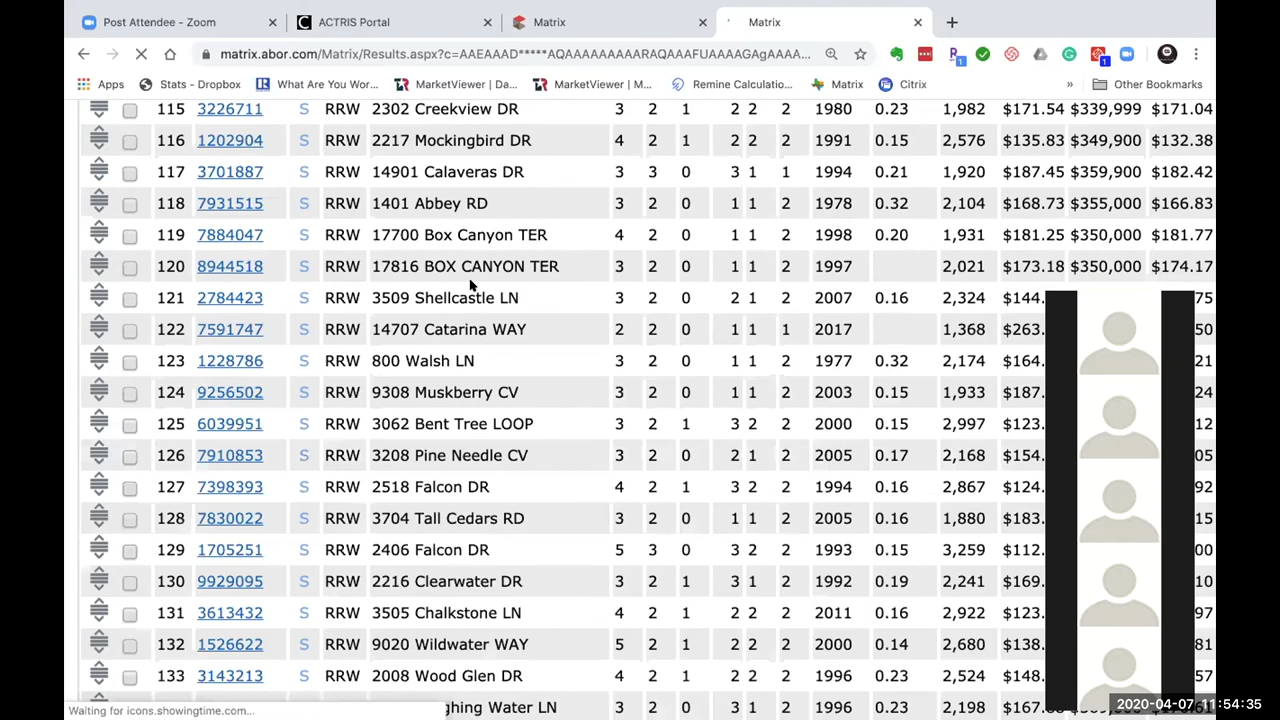 Post Attendee - Zoom ACTRIS Portal Matrix Matrix
matrix.abor.com/Matrix/Results.aspx?c=AAEAAAD*****AQAAAAAAAAARAQAAAFUAAAAGAgAAAA...
Apps Stats - Dropbox What Are You Wor... MarketViewer | Da... MarketViewer | M... Remine Calculatio... Matrix Citrix » Other Bookmarks
115 3226711 S RRW 2302 Creekview DR 3 2 1 2 2 2 1980 0.23 1,982 $171.54 $339,999 $171.04
116 1202904 S RRW 2217 Mockingbird DR 4 2 1 2 2 2 1991 0.15 2,576 $135.83 $349,900 $132.38
117 3701887 S RRW 14901 Calaveras DR 3 3 0 3 1 1 1994 0.21 1,920 $187.45 $359,900 $182.42
118 7931515 S RRW 1401 Abbey RD 3 2 0 1 1 2 1978 0.32 2,104 $168.73 $355,000 $166.83
119 7884047 S RRW 17700 Box Canyon TER 4 2 0 1 1 2 1998 0.20 1,931 $181.25 $350,000 $181.77
120 8944518 S RRW 17816 BOX CANYON TER 3 2 0 1 1 2 1997 2,021 $173.18 $350,000 $174.17
121 2784423 S RRW 3509 Shellcastle LN 3 2 0 2 1 2 2007 0.16 2,324 $144. 75
122 7591747 S RRW 14707 Catarina WAY 2 2 0 1 1 1 2017 1,368 $263. 50
123 1228786 S RRW 800 Walsh LN 3 2 0 1 1 2 1977 0.32 2,174 $164. 21
124 9256502 S RRW 9308 Muskberry CV 3 2 0 1 1 2 2003 0.15 1,933 $187. 24
125 6039951 S RRW 3062 Bent Tree LOOP 3 2 1 3 2 2 2000 0.15 2,997 $123. 12
126 7910853 S RRW 3208 Pine Needle CV 3 2 0 2 1 2 2005 0.17 2,168 $154. 05
127 7398393 S RRW 2518 Falcon DR 4 2 1 3 2 2 1994 0.16 2,867 $124. 92
128 7830022 S RRW 3704 Tall Cedars RD 3 2 0 1 1 2 2005 0.16 1,880 $183. 15
129 1705251 S RRW 2406 Falcon DR 5 3 0 3 2 2 1993 0.15 3,259 $112. 00
130 9929095 S RRW 2216 Clearwater DR 3 2 1 3 1 2 1992 0.19 2,241 $169. 10
131 3613432 S RRW 3505 Chalkstone LN 4 2 1 2 2 2 2011 0.16 2,922 $123. 97
132 1526622 S RRW 9020 Wildwater WAY 5 2 1 2 2 2 2000 0.14 2,680 $138. 81
133 3143213 S RRW 2008 Wood Glen DR 4 2 1 2 2 2 1996 0.23 2,524 $148. 57
ghing Water LN 3 2 0 3 1 2 1996 0.23 2,198 $167.
Waiting for icons.showingtime.com...
2020-04-07 11:54:35